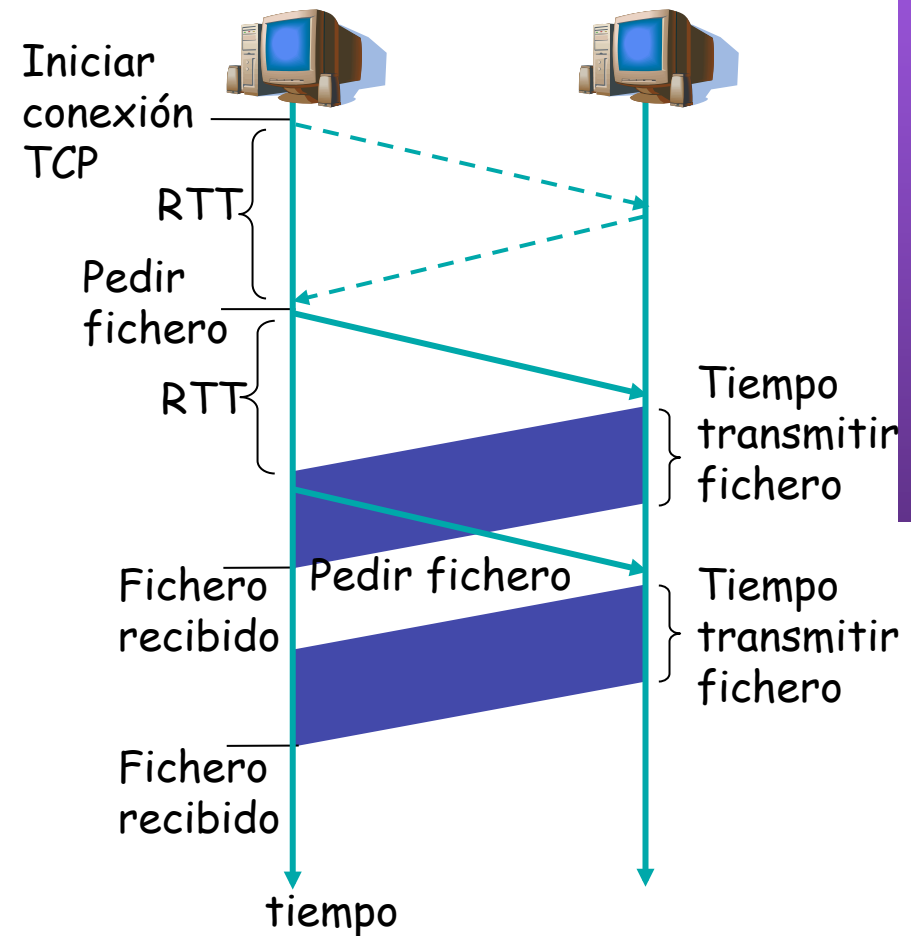 Iniciar
conexión
TCP
RTT
Pedir
fichero
RTT
Tiempo
transmitir
fichero
Pedir fichero
Fichero
recibido
Tiempo
transmitir
fichero
Fichero
recibido
tiempo